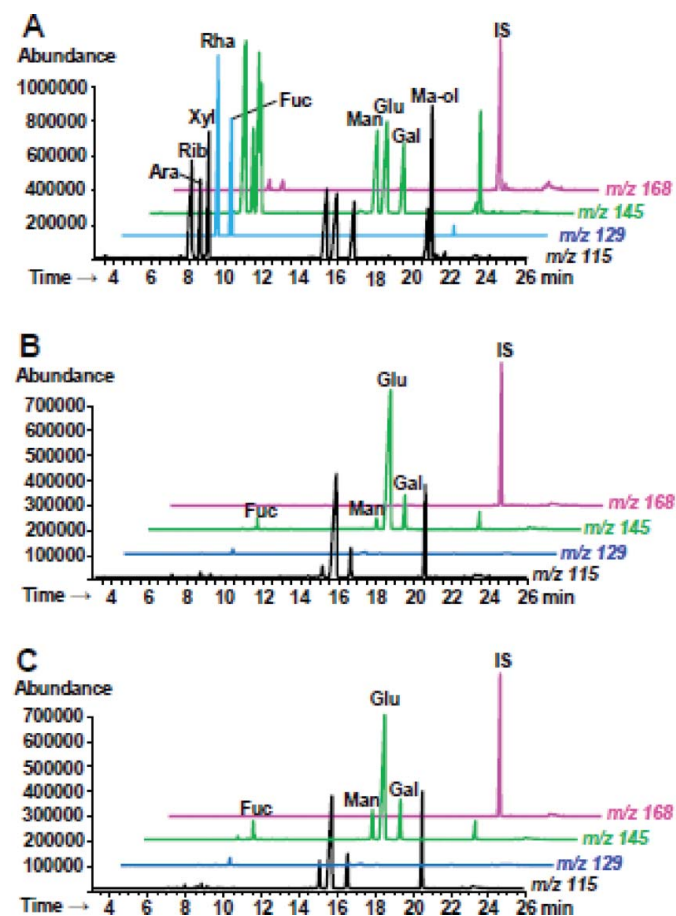 A
Abundance
Rha
IS
1000000
Fuc
Ma-ol
800000
Xyl
Man
Glu
600000
Rib
Gal
Ara
400000
m/z 168
200000
m/z 145
m/z 129
m/z 115
Time → 4 6 8 10 12 14 16 18 20 22 24 26 min
B
Abundance
IS
Glu
700000
600000
500000
400000
Gal
300000
Fuc
Man
m/z 168
200000
m/z 145
100000
m/z 129
m/z 115
Time → 4 6 8 10 12 14 16 18 20 22 24 26 min
C
Abundance
IS
Glu
700000
600000
500000
400000
Fuc
Man
Gal
300000
m/z 168
200000
m/z 145
100000
m/z 129
m/z 115
Time → 4 6 8 10 12 14 16 18 20 22 24 26 min